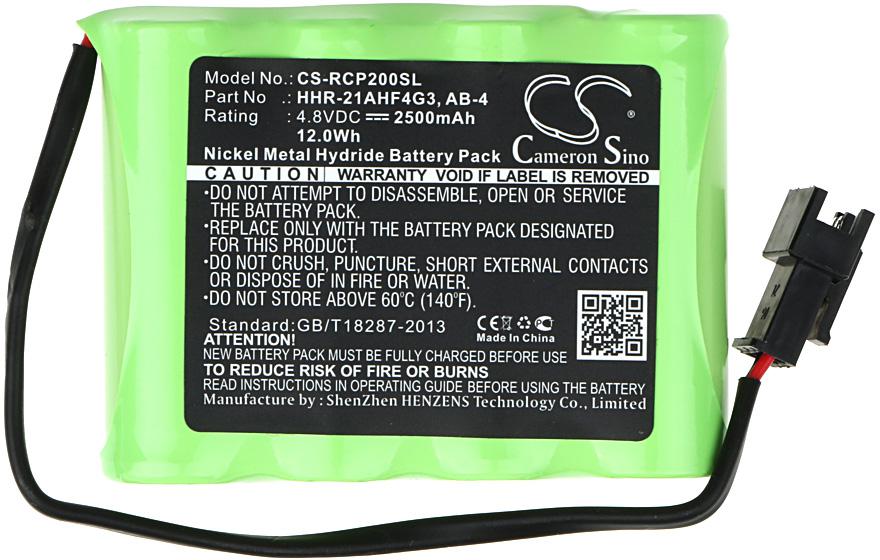 Model No.: CS-RCP200SL
Part No .: HHR-21AHF4G3, AB-4
Rating : 4.8VDC 2500mAh
12.0Wh
Nickel Metal Hydride Battery Pack
CS
Cameron Sino
CAUTION WARRANTY VOID IF LABEL IS REMOVED
•DO NOT ATTEMPT TO DISASSEMBLE, OPEN OR SERVICE
THE BATTERY PACK.
•REPLACE ONLY WITH THE BATTERY PACK DESIGNATED
FOR THIS PRODUCT.
•DO NOT CRUSH, PUNCTURE, SHORT EXTERNAL CONTACTS
OR DISPOSE OF IN FIRE OR WATER.
•DO NOT STORE ABOVE 60°C (140°F).
Standard:GB/T18287-2013
CE
Made In China
ATTENTION!
NEW BATTERY PACK MUST BE FULLY CHARGED BEFORE USE
TO REDUCE RISK OF FIRE OR BURNS
READ INSTRUCTIONS IN OPERATING GUIDE BEFORE USING THE BATTERY
Manufacture by : ShenZhen HENZENS Technology Co., Limited